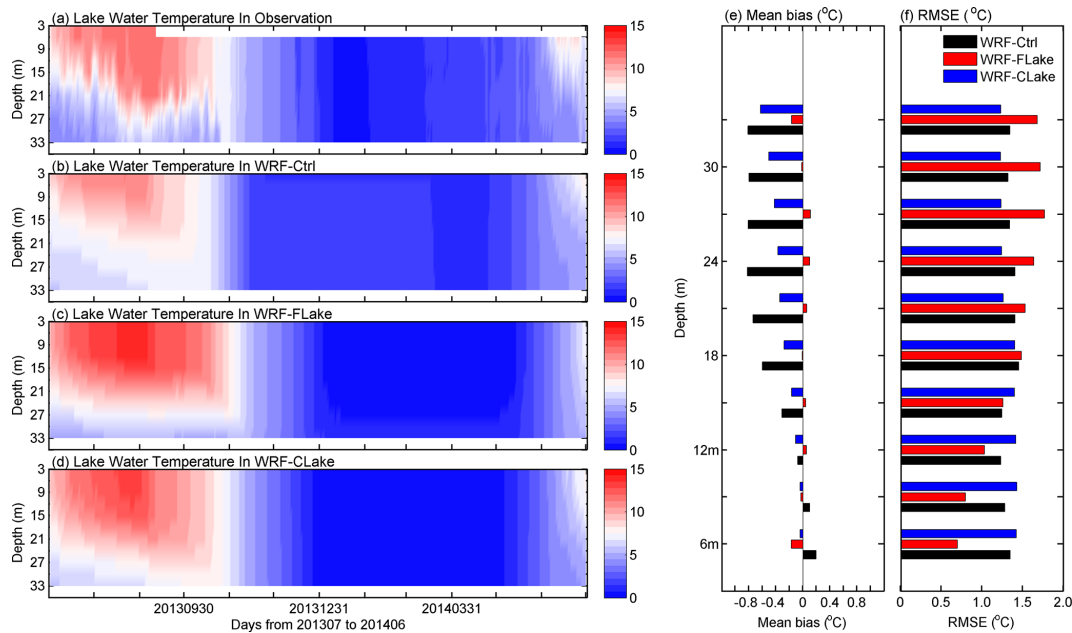 (a) Lake Water Temperature In Observation
3
9
15
21
27
33
Depth (m)
15
10
5
0
(b) Lake Water Temperature In WRF-Ctrl
3
9
15
21
27
33
Depth (m)
15
10
5
0
(c) Lake Water Temperature In WRF-FLake
3
9
15
21
27
33
Depth (m)
15
10
5
0
(d) Lake Water Temperature In WRF-CLake
3
9
15
21
27
33
Depth (m)
15
10
5
0
20130930 20131231 20140331
Days from 201307 to 201406
(e) Mean bias (°C)
Depth (m)
30
24
18
12m
6m
-0.8 -0.4 0 0.4 0.8
Mean bias (°C)
(f) RMSE (°C)
WRF-Ctrl
WRF-FLake
WRF-CLake
0 0.5 1.0 1.5 2.0
RMSE (°C)